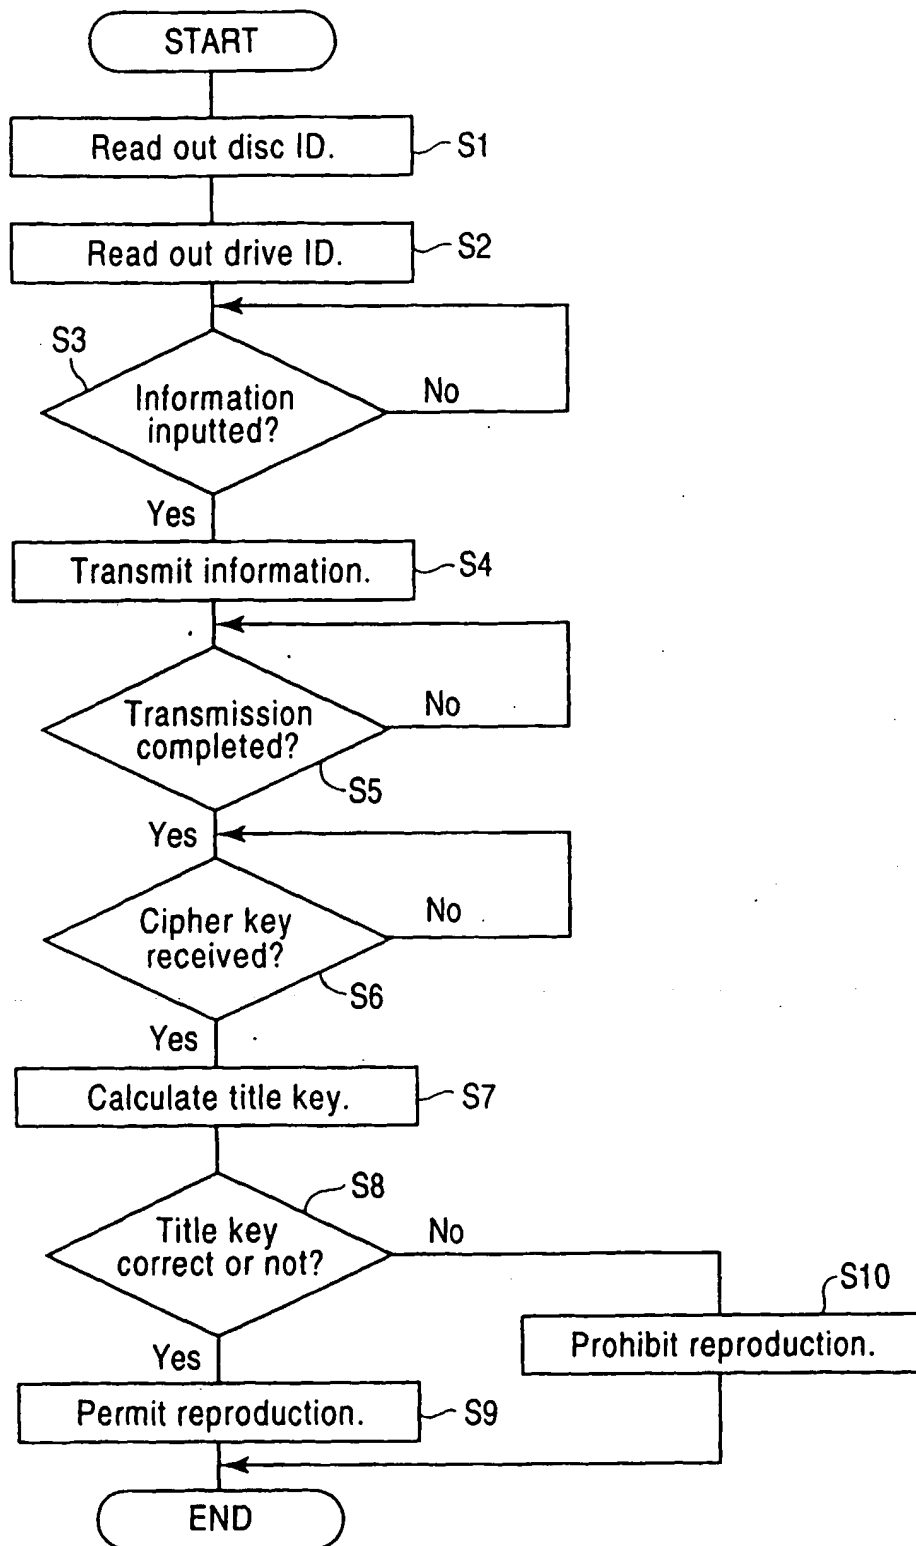 START
Read out disc ID.
S1
Read out drive ID.
S2
S3
Information
inputted?
No
Yes
Transmit information.
S4
Transmission
completed?
No
S5
Yes
Cipher key
received?
No
S6
Yes
Calculate title key.
S7
S8
Title key
correct or not?
No
S10
Prohibit reproduction.
Yes
Permit reproduction.
S9
END